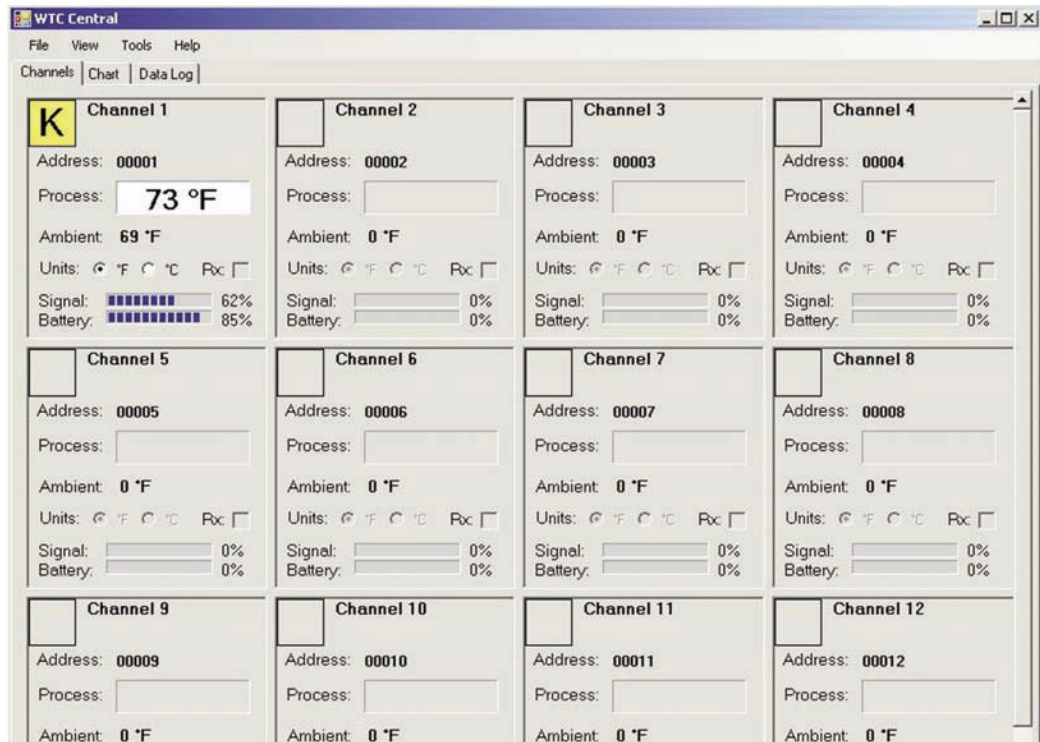 WTC Central
File View Tools Help
Channels Chart Data Log
K Channel 1 Channel 2 Channel 3 Channel 4
Address: 00001 Address: 00002 Address: 00003 Address: 00004
Process: 73 °F Process: Process: Process:
Ambient: 69 °F Ambient: 0 °F Ambient: 0 °F Ambient: 0 °F
Units: °F °C Rx: Units: °F °C Rx: Units: °F °C Rx: Units: °F °C Rx:
Signal: 62% Signal: 0% Signal: 0% Signal: 0%
Battery: 85% Battery: 0% Battery: 0% Battery: 0%
Channel 5 Channel 6 Channel 7 Channel 8
Address: 00005 Address: 00006 Address: 00007 Address: 00008
Process: Process: Process: Process:
Ambient: 0 °F Ambient: 0 °F Ambient: 0 °F Ambient: 0 °F
Units: °F °C Rx: Units: °F °C Rx: Units: °F °C Rx: Units: °F °C Rx:
Signal: 0% Signal: 0% Signal: 0% Signal: 0%
Battery: 0% Battery: 0% Battery: 0% Battery: 0%
Channel 9 Channel 10 Channel 11 Channel 12
Address: 00009 Address: 00010 Address: 00011 Address: 00012
Process: Process: Process: Process:
Ambient: 0 °F Ambient: 0 °F Ambient: 0 °F Ambient: 0 °F